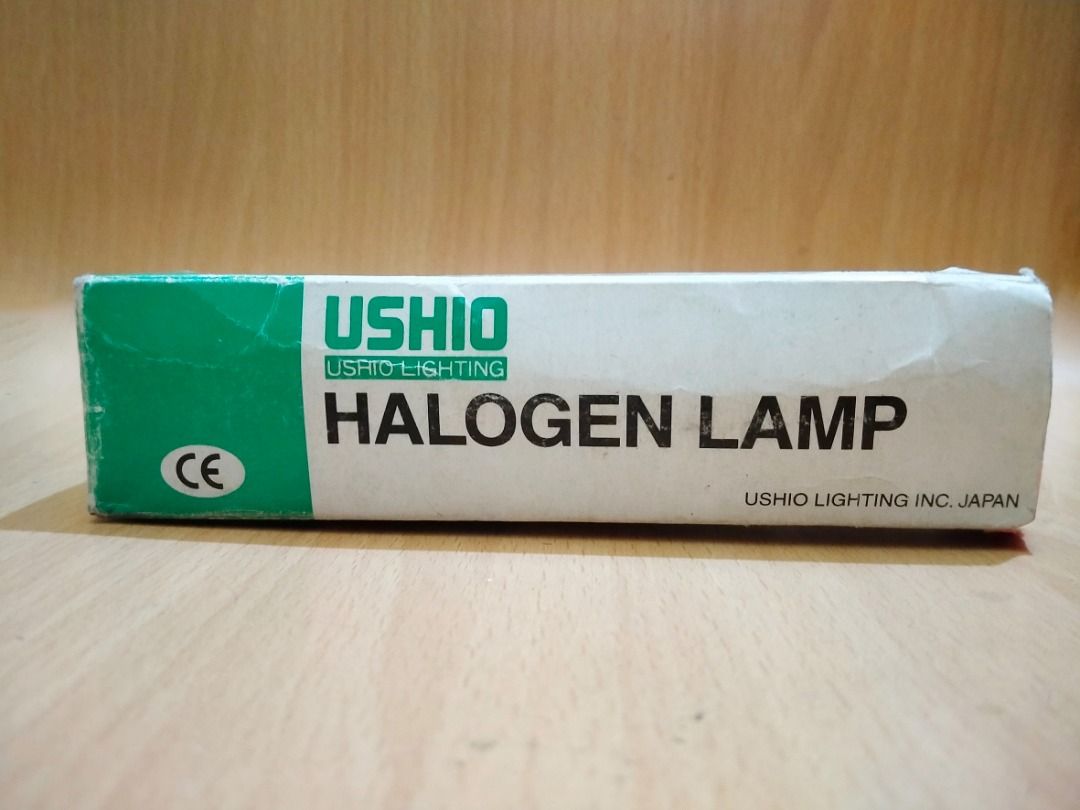 USHIO
USHIO LIGHTING
HALOGEN LAMP
CE
USHIO LIGHTING INC. JAPAN